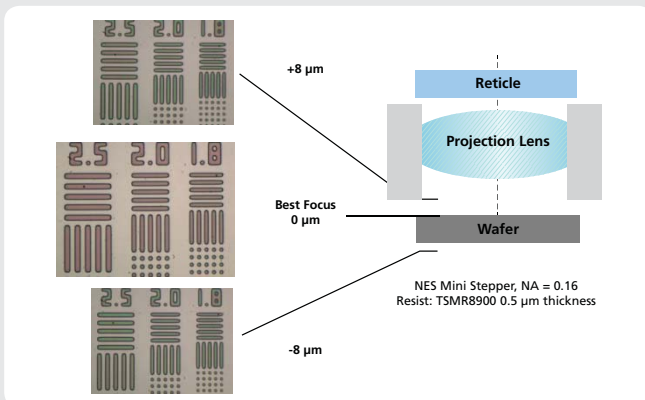 2.5 2.0 1.8
+8 µm
Reticle
Projection Lens
2.5 2.0 1.8
Best Focus
0 µm
Wafer
NES Mini Stepper, NA = 0.16
Resist: TSMR8900 0.5 µm thickness
2.5 2.0 1.8
-8 µm